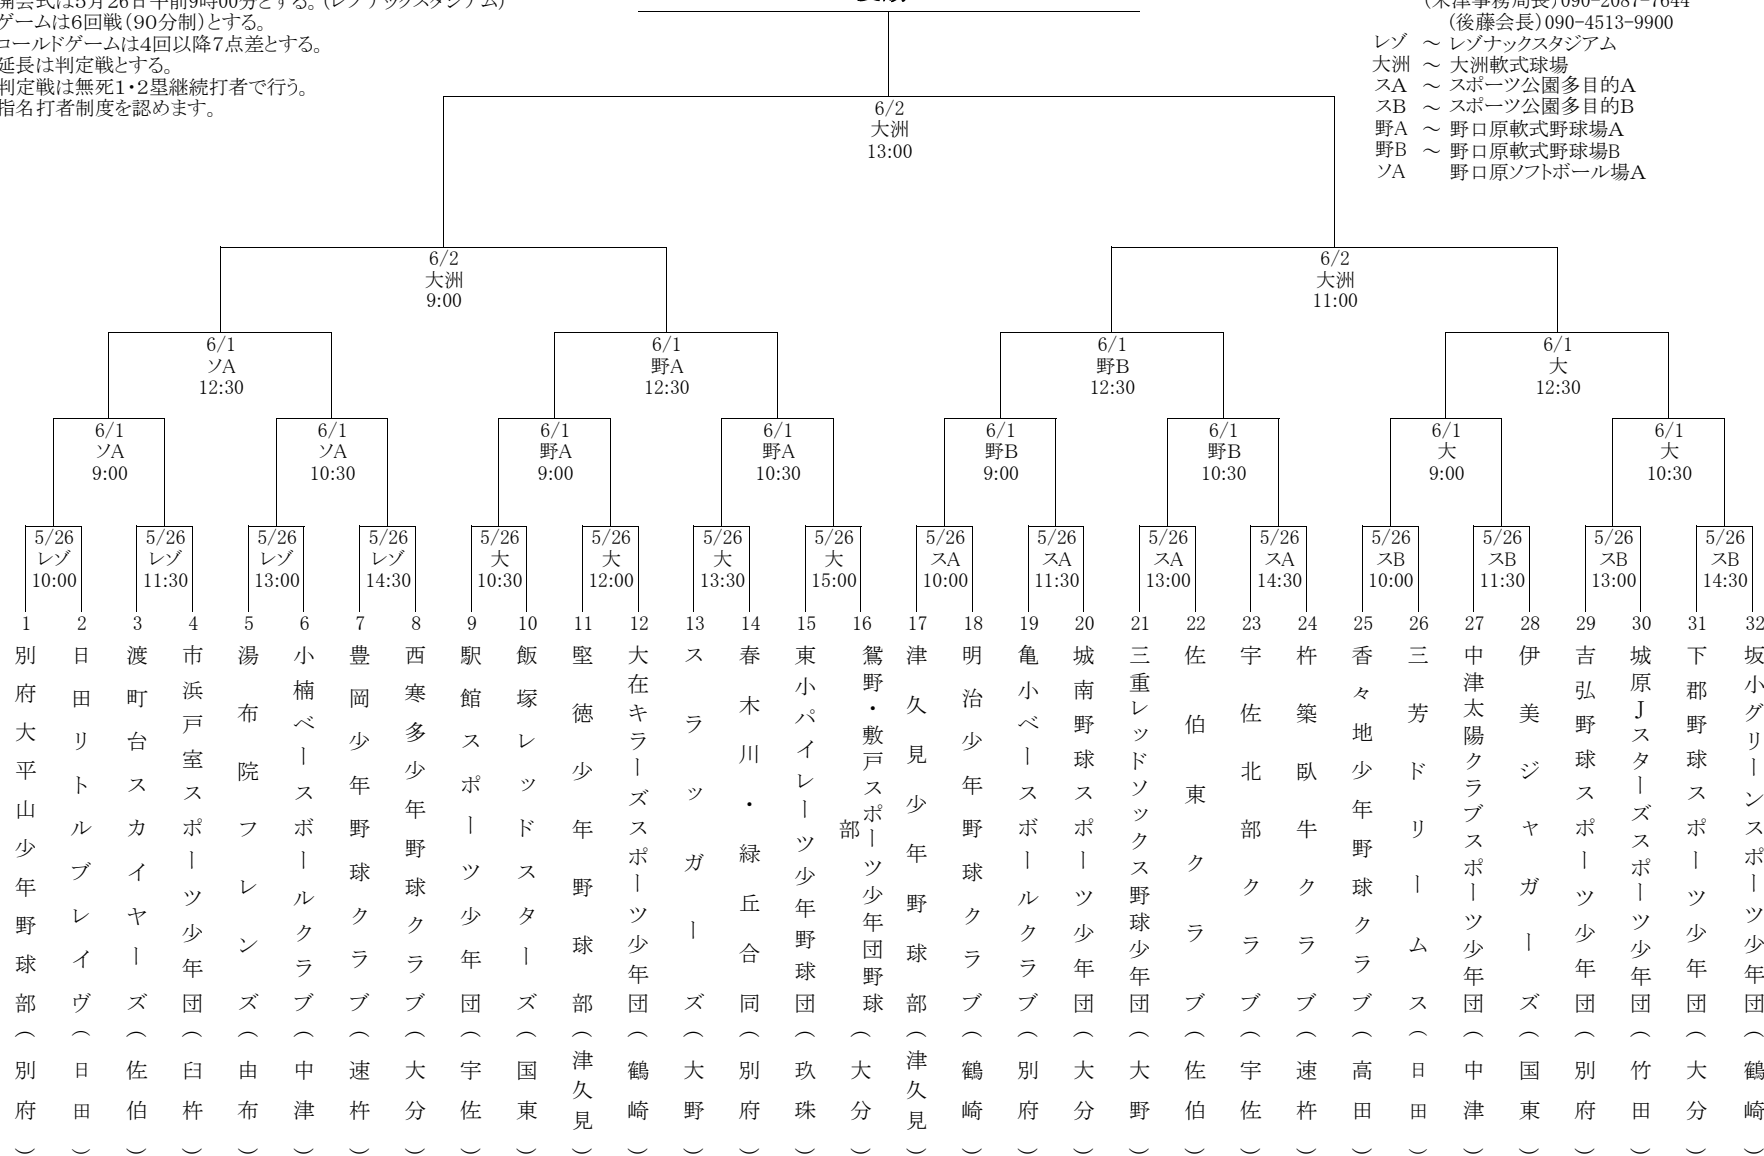 開会式は5月26日午前9時00分とする。(レゾナックスタジアム)
ゲームは6回戦(90分制)とする。
コールドゲームは4回以降7点差とする。
延長は判定戦とする。
判定戦は無死1・2塁継続打者で行う。
指名打者制度を認めます。
(後藤会長)090-4513-9900
レゾ ～ レゾナックスタジアム
大洲 ～ 大洲軟式球場
スA ～ スポーツ公園多目的A
スB ～ スポーツ公園多目的B
野A ～ 野口原軟式野球場A
野B ～ 野口原軟式野球場B
ソA 野口原ソフトボール場A
6/2
大洲
13:00
6/2 6/2
大洲 大洲
9:00 11:00
6/1 6/1 6/1 6/1
ソA 野A 野B 大
12:30 12:30 12:30 12:30
6/1 6/1 6/1 6/1 6/1 6/1 6/1 6/1
ソA ソA 野A 野A 野B 野B 大 大
9:00 10:30 9:00 10:30 9:00 10:30 9:00 10:30
5/26 5/26 5/26 5/26 5/26 5/26 5/26 5/26 5/26 5/26 5/26 5/26 5/26 5/26 5/26 5/26
レゾ レゾ レゾ レゾ 大 大 大 大 スA スA スA スA スB スB スB スB
10:00 11:30 13:00 14:30 10:30 12:00 13:30 15:00 10:00 11:30 13:00 14:30 10:00 11:30 13:00 14:30
1 別府大平山少年野球部(別府)
2 日田リトルブレイヴ(日田)
3 渡町台スカイヤーズ(佐伯)
4 市浜戸室スポーツ少年団(臼杵)
5 湯布院フレンズ(由布)
6 小楠ベースボールクラブ(中津)
7 豊岡少年野球クラブ(速杵)
8 西寒多少年野球クラブ(大分)
9 駅館スポーツ少年団(宇佐)
10 飯塚レッドスターズ(国東)
11 堅徳少年野球部(津久見)
12 大在キラーズスポーツ少年団(鶴崎)
13 スラッガーズ(大野)
14 春木川・緑丘合同(別府)
15 東小パイレーツ少年野球団(玖珠)
16 鴛野・敷戸スポーツ少年団野球部(大分)
17 津久見少年野球部(津久見)
18 明治少年野球クラブ(鶴崎)
19 亀小ベースボールクラブ(別府)
20 城南野球スポーツ少年団(大分)
21 三重レッドソックス野球少年団(大野)
22 佐伯東クラブ(佐伯)
23 宇佐北部クラブ(宇佐)
24 杵築臥牛クラブ(速杵)
25 香々地少年野球クラブ(高田)
26 三芳ドリームス(日田)
27 中津太陽クラブスポーツ少年団(中津)
28 伊美ジャガーズ(国東)
29 吉弘野球スポーツ少年団(別府)
30 城原Jスターズスポーツ少年団(竹田)
31 下郡野球スポーツ少年団(大分)
32 坂小グリーンスポーツ少年団(鶴崎)